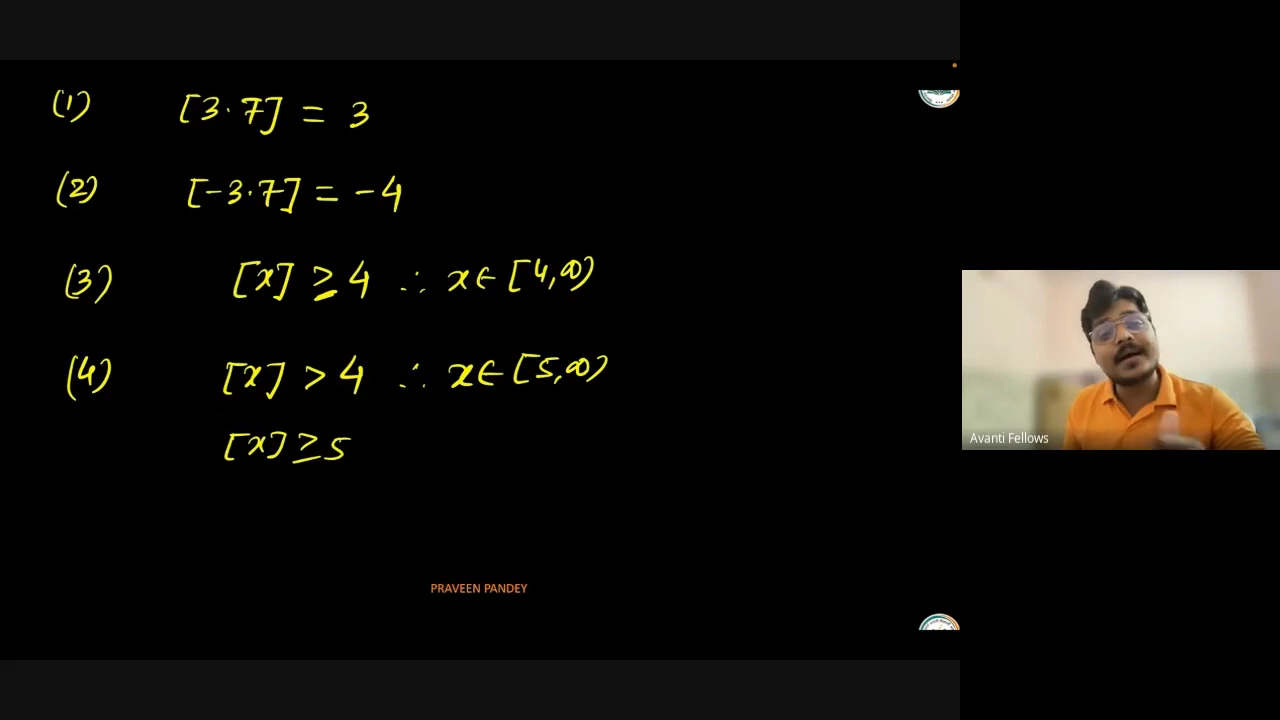 (1) [3.7] = 3
(2) [-3.7] = -4
(3) [x] ≥ 4 ∴ x ∈ [4,∞)
(4) [x] > 4 ∴ x ∈ [5,∞)
[x] ≥ 5
Avanti Fellows
PRAVEEN PANDEY